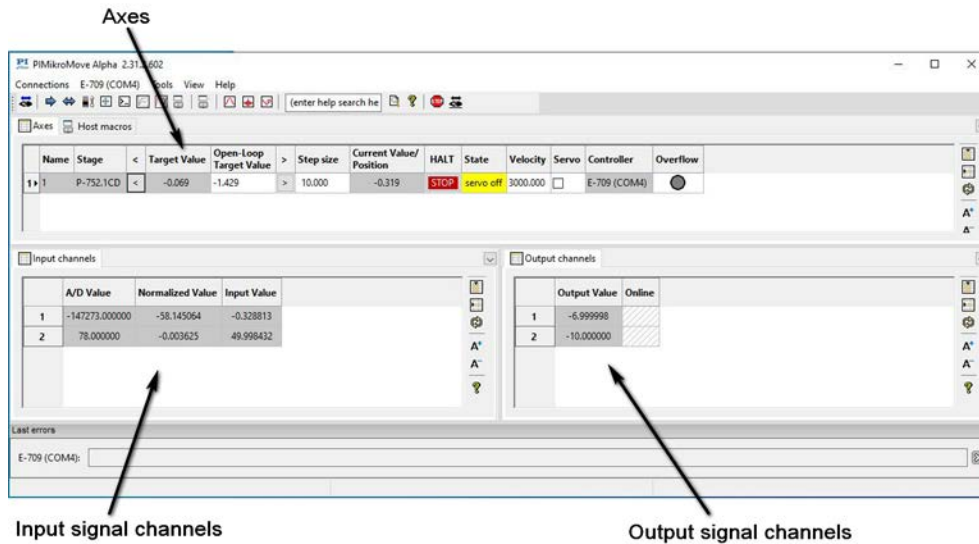 Axes
PIMikroMove Alpha 2.31.2.602
Connections E-709 (COM4) Tools View Help
(enter help search he
Axes Host macros
Name Stage < Target Value Open-Loop Target Value > Step size Current Value/ Position HALT State Velocity Servo Controller Overflow
1 1 P-752.1CD < -0.069 -1.429 > 10.000 -0.319 STOP servo off 3000.000 E-709 (COM4)
Input channels Output channels
A/D Value Normalized Value Input Value Output Value Online
1 -147273.000000 -58.145064 -0.328813 1 -6.999998
2 78.000000 -0.003625 49.998432 2 -10.000000
Last errors
E-709 (COM4):
Input signal channels Output signal channels